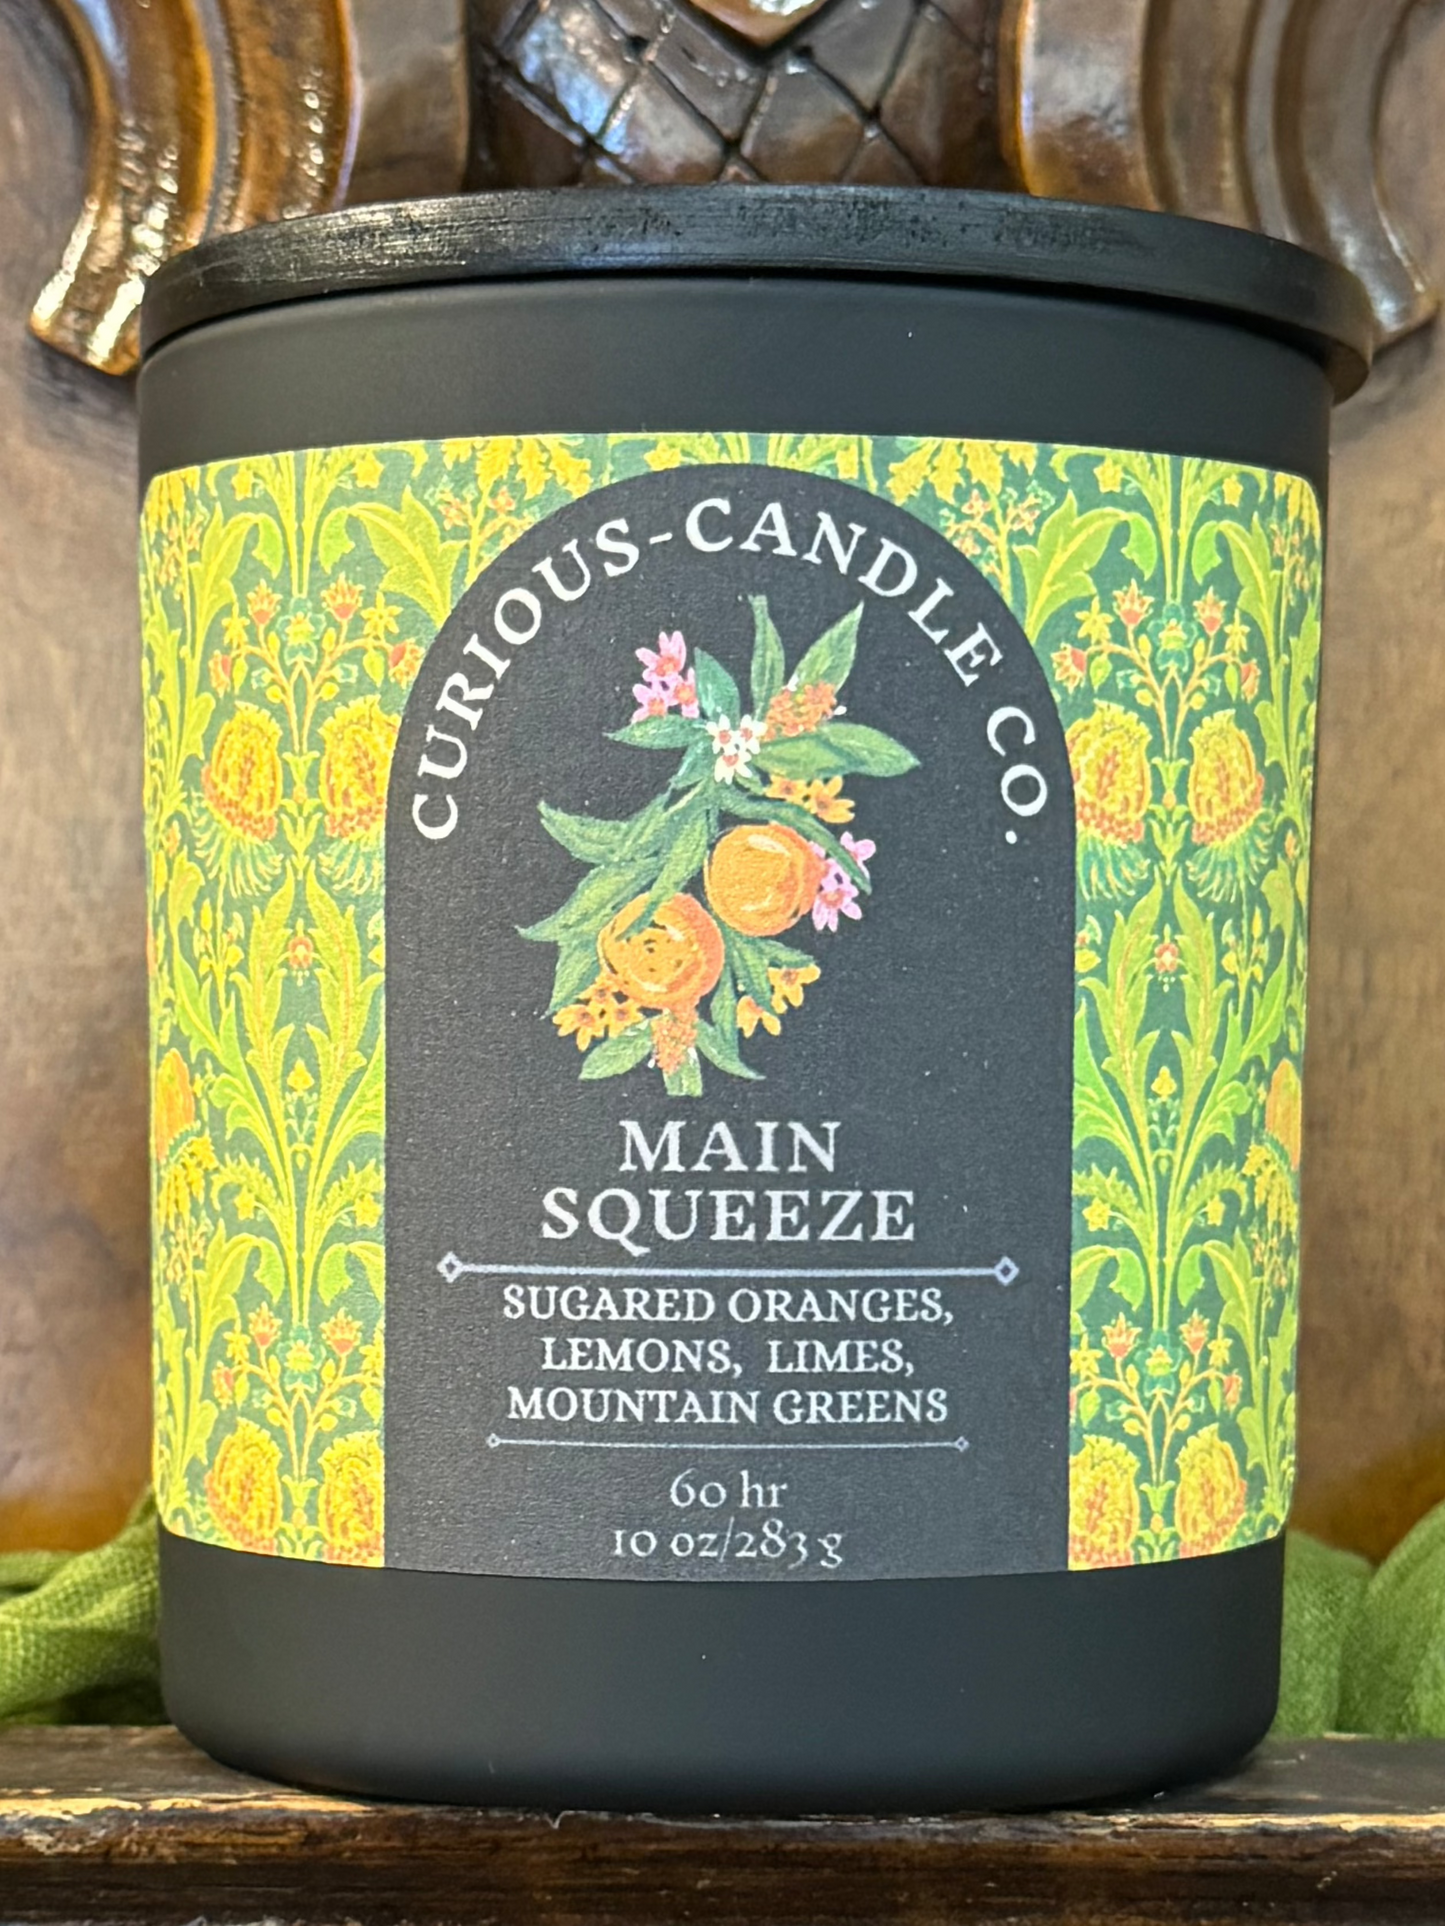 CURIOUS-CANDLE CO.
MAIN
SQUEEZE
SUGARED ORANGES,
LEMONS, LIMES,
MOUNTAIN GREENS
60 hr
10 oz/283 g